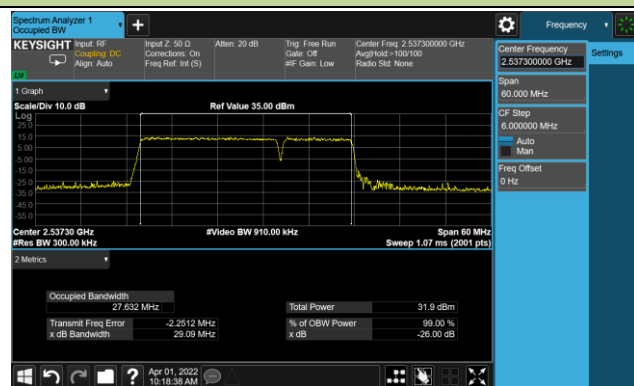 Spectrum Analyzer 1
Occupied BW
+
Frequency
KEYSIGHT
Input: RF
Coupling: DC
Align: Auto
Input Z: 50 Ω
Corrections: On
Freq Ref: Int (S)
Atten: 20 dB
Trig: Free Run
Gate: Off
#IF Gain: Low
Center Freq: 2.537300000 GHz
Avg|Hold:>100/100
Radio Std: None
Center Frequency
2.537300000 GHz
Settings
Span
60.000 MHz
CF Step
6.000000 MHz
Auto
Man
Freq Offset
0 Hz
1 Graph
Scale/Div 10.0 dB
Ref Value 35.00 dBm
Log
25.0
15.0
5.00
-5.00
-15.0
-25.0
-35.0
-45.0
-55.0
Center 2.53730 GHz
#Video BW 910.00 kHz
Span 60 MHz
#Res BW 300.00 kHz
Sweep 1.07 ms (2001 pts)
2 Metrics
Occupied Bandwidth
27.632 MHz
Total Power
31.9 dBm
Transmit Freq Error
-2.2512 MHz
% of OBW Power
99.00 %
x dB Bandwidth
29.09 MHz
x dB
-26.00 dB
?
Apr 01, 2022
10:18:38 AM